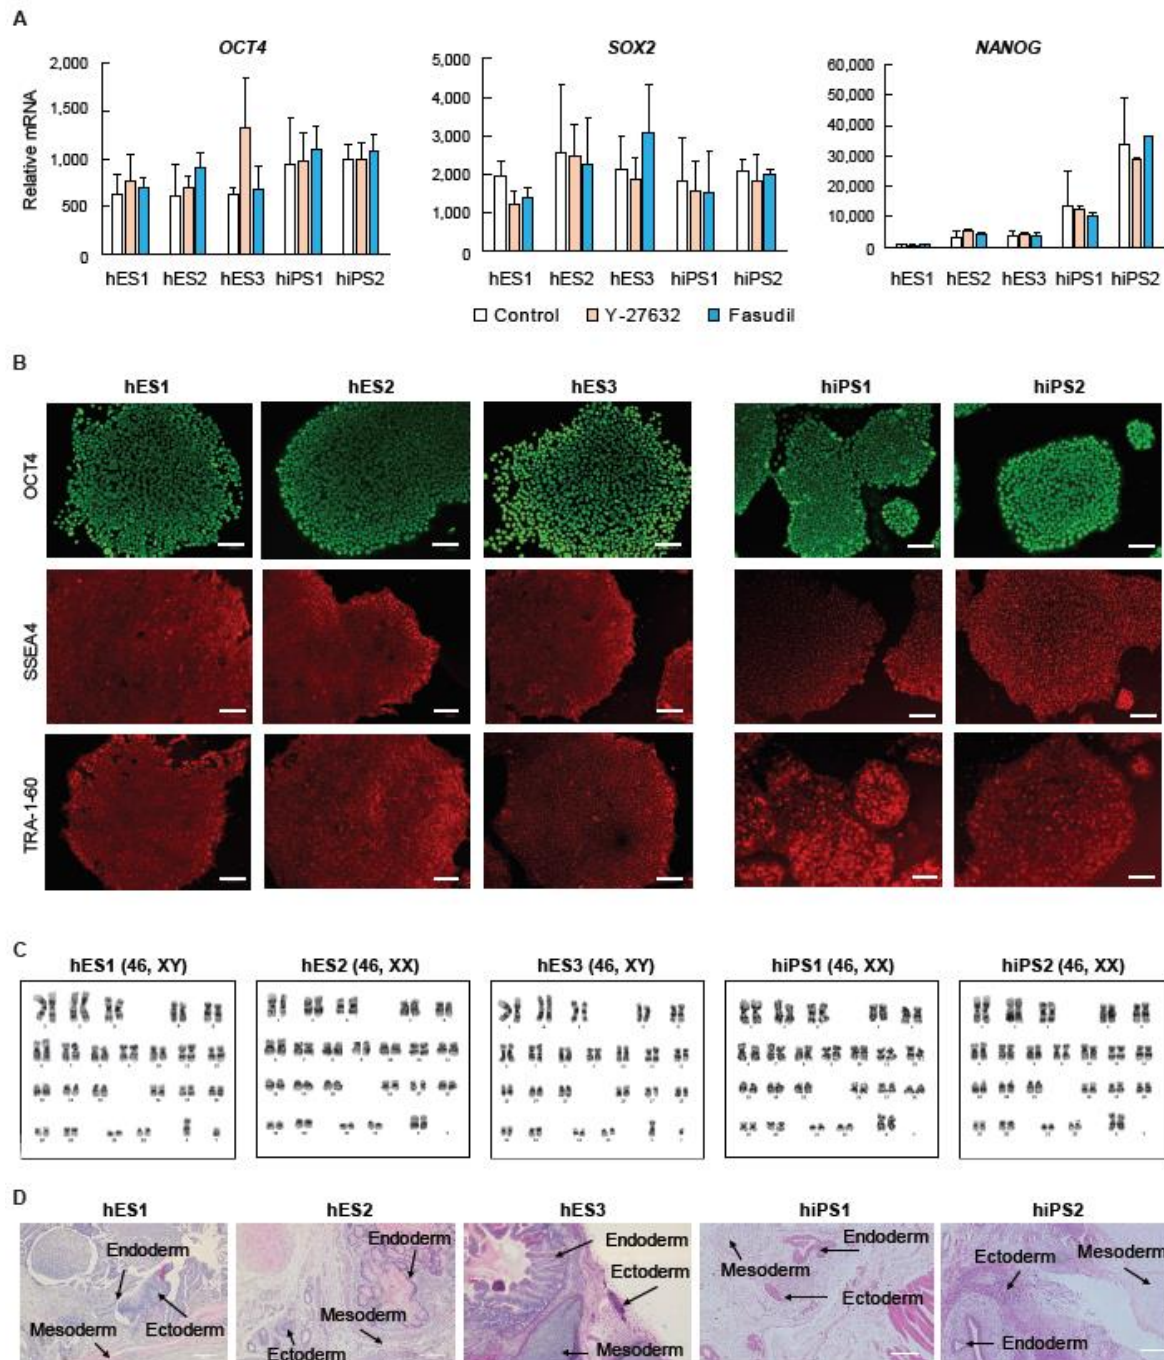 A
OCT4
SOX2
NANOG
Relative mRNA
2,000
1,500
1,000
500
0
5,000
4,000
3,000
2,000
1,000
0
60,000
50,000
40,000
30,000
20,000
10,000
0
hES1 hES2 hES3 hiPS1 hiPS2
hES1 hES2 hES3 hiPS1 hiPS2
hES1 hES2 hES3 hiPS1 hiPS2
Control Y-27632 Fasudil
B
hES1 hES2 hES3 hiPS1 hiPS2
OCT4
SSEA4
TRA-1-60
C
hES1 (46, XY) hES2 (46, XX) hES3 (46, XY) hiPS1 (46, XX) hiPS2 (46, XX)
D
hES1 hES2 hES3 hiPS1 hiPS2
Endoderm
Mesoderm Ectoderm
Endoderm
Mesoderm
Ectoderm
Endoderm
Ectoderm
Mesoderm
Endoderm
Mesoderm
Ectoderm
Ectoderm Mesoderm
Endoderm